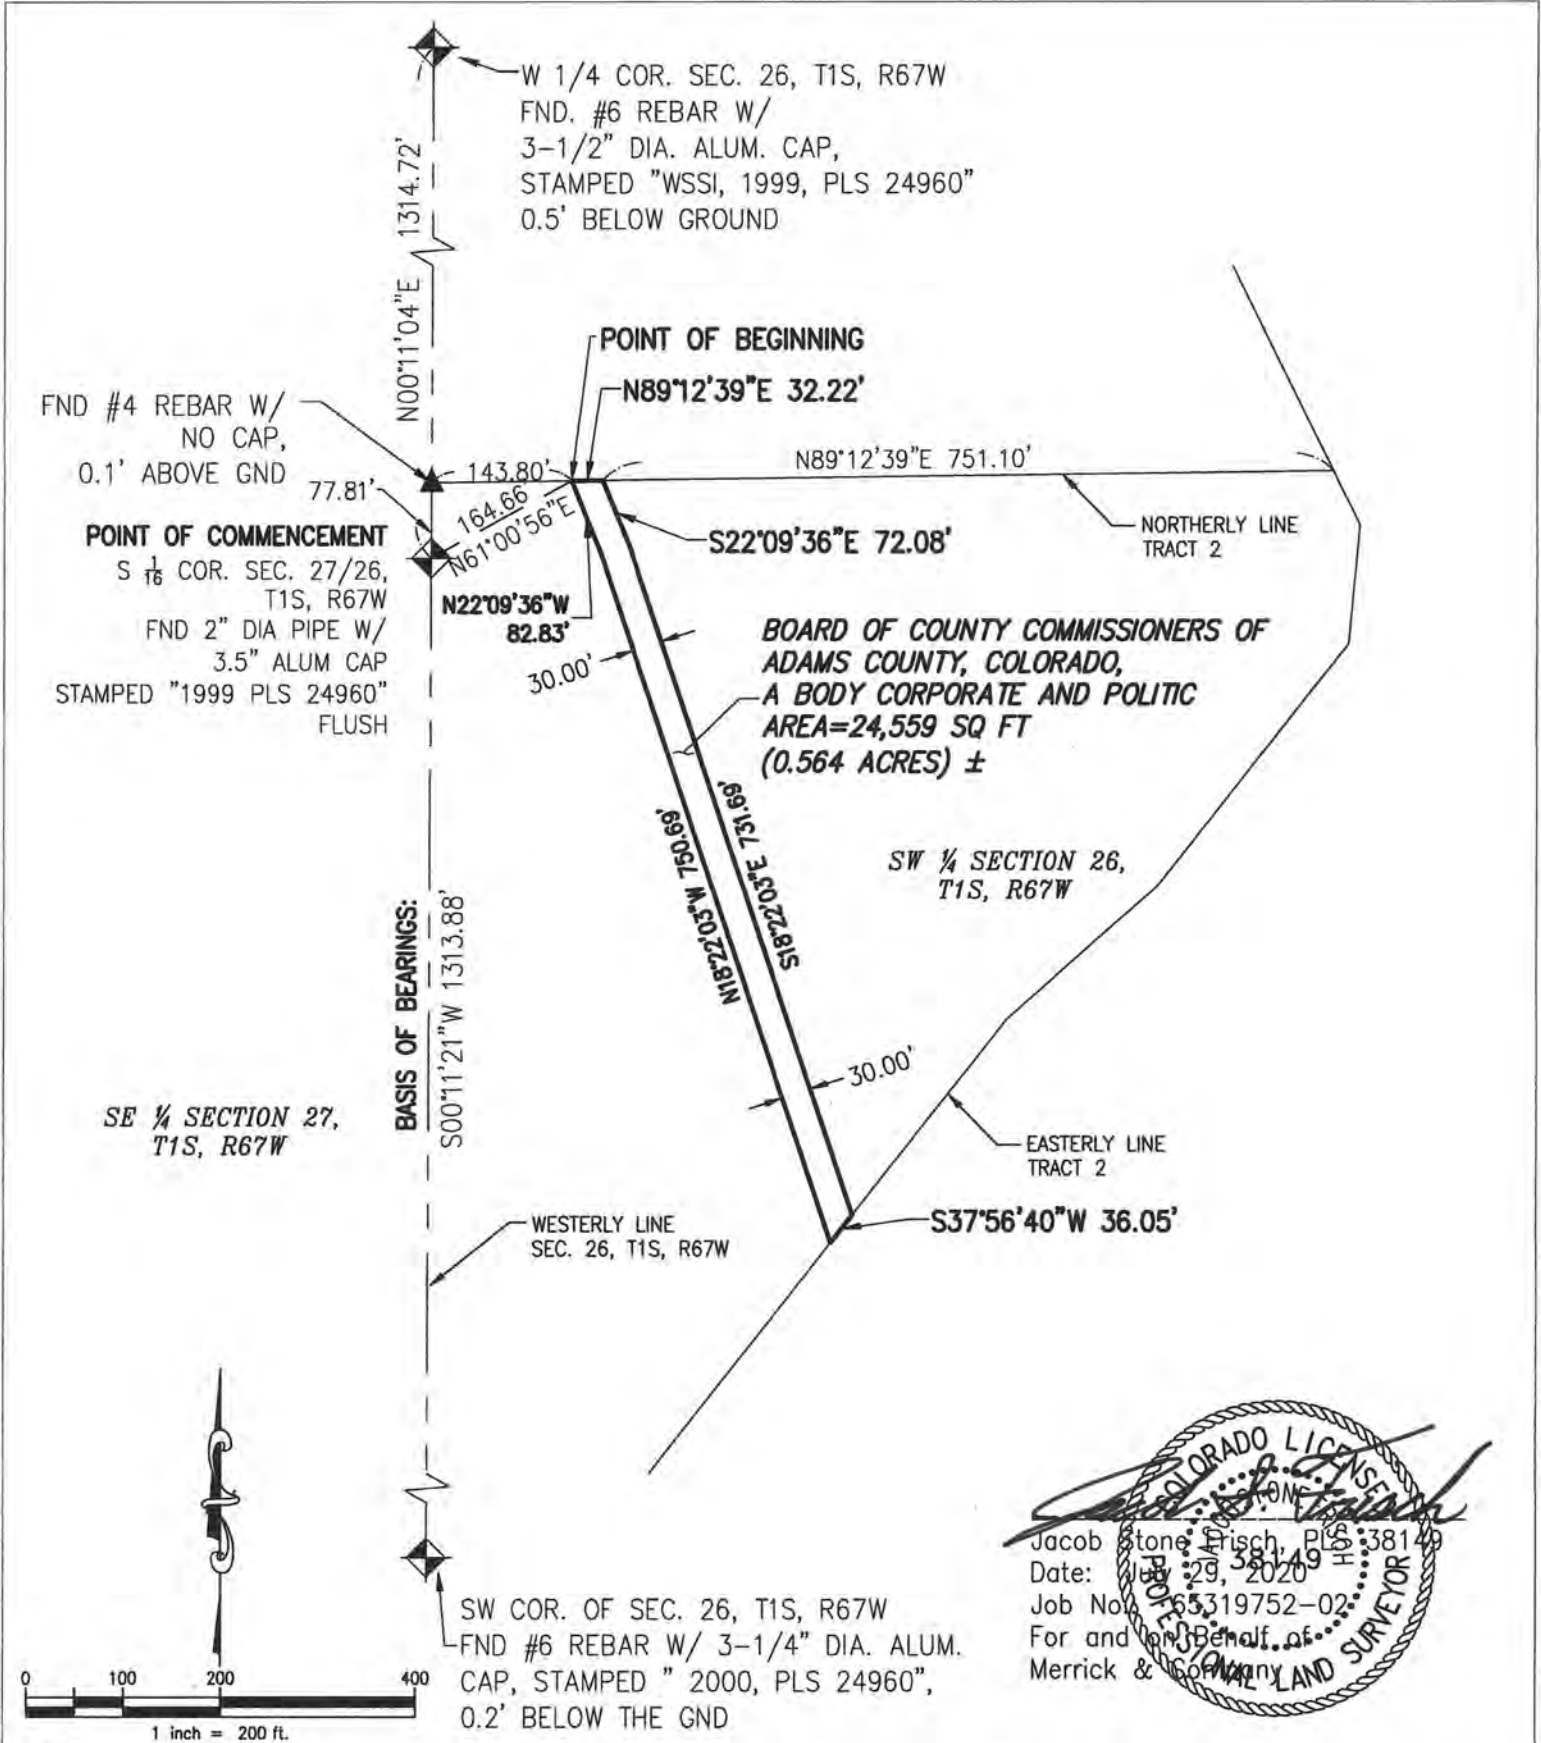 W 1/4 COR. SEC. 26, T1S, R67W
FND. #6 REBAR W/
3-1/2" DIA. ALUM. CAP,
STAMPED "WSSI, 1999, PLS 24960"
0.5' BELOW GROUND
N00°11'04"E 1314.72'
POINT OF BEGINNING
N89°12'39"E 32.22'
FND #4 REBAR W/
NO CAP,
0.1' ABOVE GND
77.81'
143.80'
164.66'
N61°00'56"E
N89°12'39"E 751.10'
NORTHERLY LINE
TRACT 2
POINT OF COMMENCEMENT
S 1/16 COR. SEC. 27/26,
T1S, R67W
FND 2" DIA PIPE W/
3.5" ALUM CAP
STAMPED "1999 PLS 24960"
FLUSH
S22°09'36"E 72.08'
N22°09'36"W
82.83'
30.00'
BOARD OF COUNTY COMMISSIONERS OF
ADAMS COUNTY, COLORADO,
A BODY CORPORATE AND POLITIC
AREA=24,559 SQ FT
(0.564 ACRES) ±
N18°22'03"W 750.69'
S18°22'03"E 731.69'
SW ¼ SECTION 26,
T1S, R67W
BASIS OF BEARINGS:
S00°11'21"W 1313.88'
30.00'
SE ¼ SECTION 27,
T1S, R67W
EASTERLY LINE
TRACT 2
S37°56'40"W 36.05'
WESTERLY LINE
SEC. 26, T1S, R67W
SW COR. OF SEC. 26, T1S, R67W
FND #6 REBAR W/ 3-1/4" DIA. ALUM.
CAP, STAMPED " 2000, PLS 24960",
0.2' BELOW THE GND
0 100 200 400
1 inch = 200 ft.
COLORADO LICENSED
PROFESSIONAL LAND SURVEYOR
JACOB STONE FRISCH
38149
Jacob Stone Frisch, PLS 38149
Date: July 29, 2020
Job No. 65319752-02
For and on Behalf of
Merrick & Company